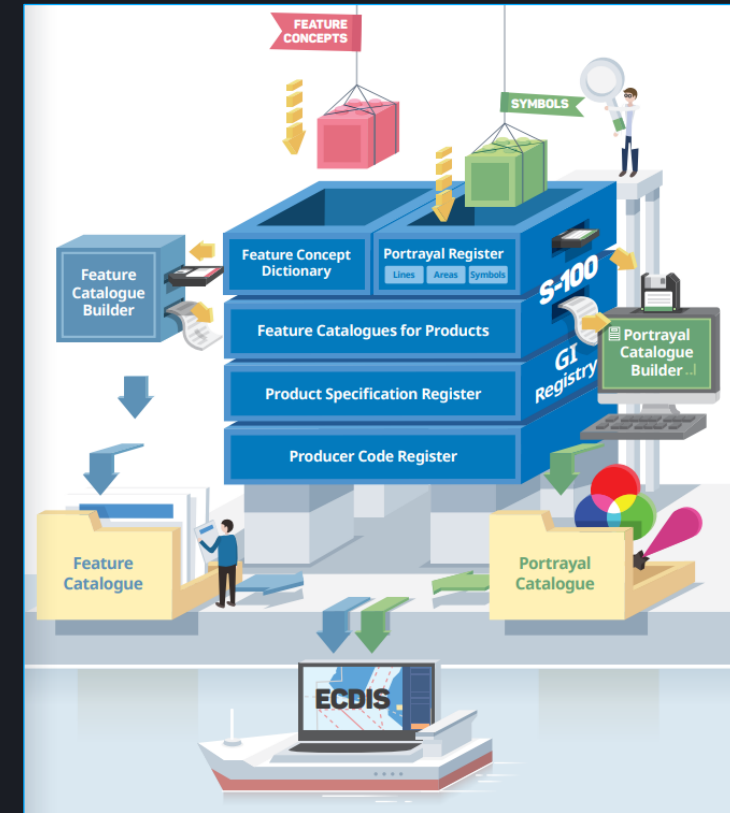 FEATURE
CONCEPTS
SYMBOLS
Feature Concept
Dictionary
Portrayal Register
Lines
Areas
Symbols
S-100
GI
Registry
Feature
Catalogue
Builder
Feature Catalogues for Products
Portrayal
Catalogue
Builder
Product Specification Register
Producer Code Register
Feature
Catalogue
Portrayal
Catalogue
ECDIS